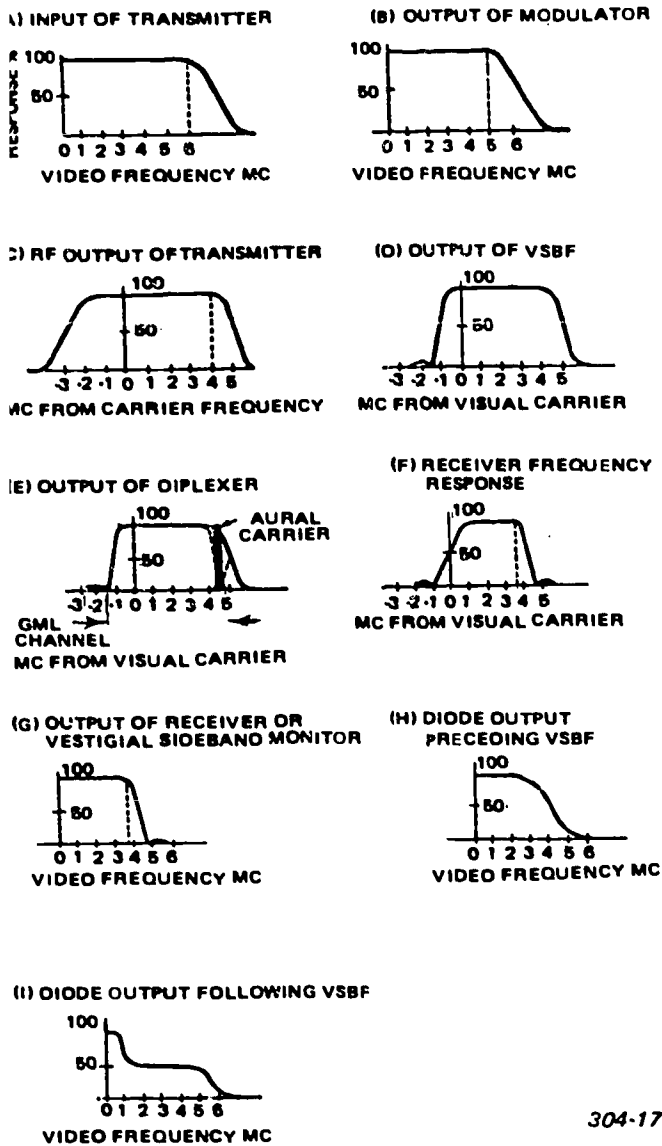 A) INPUT OF TRANSMITTER
RESPONSE
100
50
0 1 2 3 4 5 6
VIDEO FREQUENCY MC
(B) OUTPUT OF MODULATOR
100
50
0 1 2 3 4 5 6
VIDEO FREQUENCY MC
C) RF OUTPUT OF TRANSMITTER
100
50
-3 -2 -1 0 1 2 3 4 5
MC FROM CARRIER FREQUENCY
(D) OUTPUT OF VSBF
100
50
-3 -2 -1 0 1 2 3 4 5
MC FROM VISUAL CARRIER
(E) OUTPUT OF DIPLEXER
100
AURAL
CARRIER
50
-3 -2 -1 0 1 2 3 4 5
GML
CHANNEL
MC FROM VISUAL CARRIER
(F) RECEIVER FREQUENCY
RESPONSE
100
50
-3 -2 -1 0 1 2 3 4 5
MC FROM VISUAL CARRIER
(G) OUTPUT OF RECEIVER OR
VESTIGIAL SIDEBAND MONITOR
100
50
0 1 2 3 4 5 6
VIDEO FREQUENCY MC
(H) DIODE OUTPUT
PRECEDING VSBF
100
50
0 1 2 3 4 5 6
VIDEO FREQUENCY MC
(I) DIODE OUTPUT FOLLOWING VSBF
100
50
0 1 2 3 4 5 6
VIDEO FREQUENCY MC
304-17